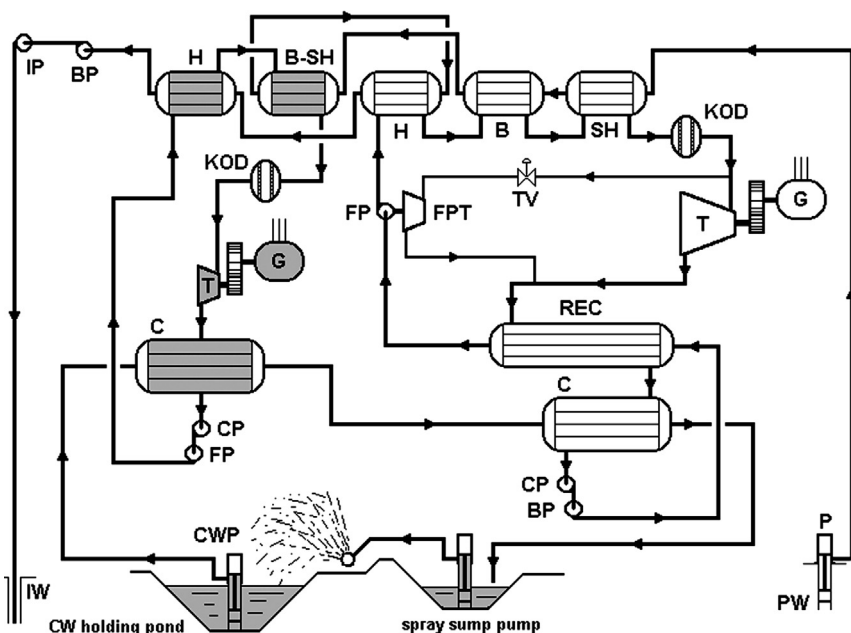 H
B-SH
IP
BP
H
B
SH
KOD
KOD
TV
G
FP
FPT
T
G
T
REC
C
C
CP
FP
CP
BP
CWP
P
IW
PW
CW holding pond
spray sump pump